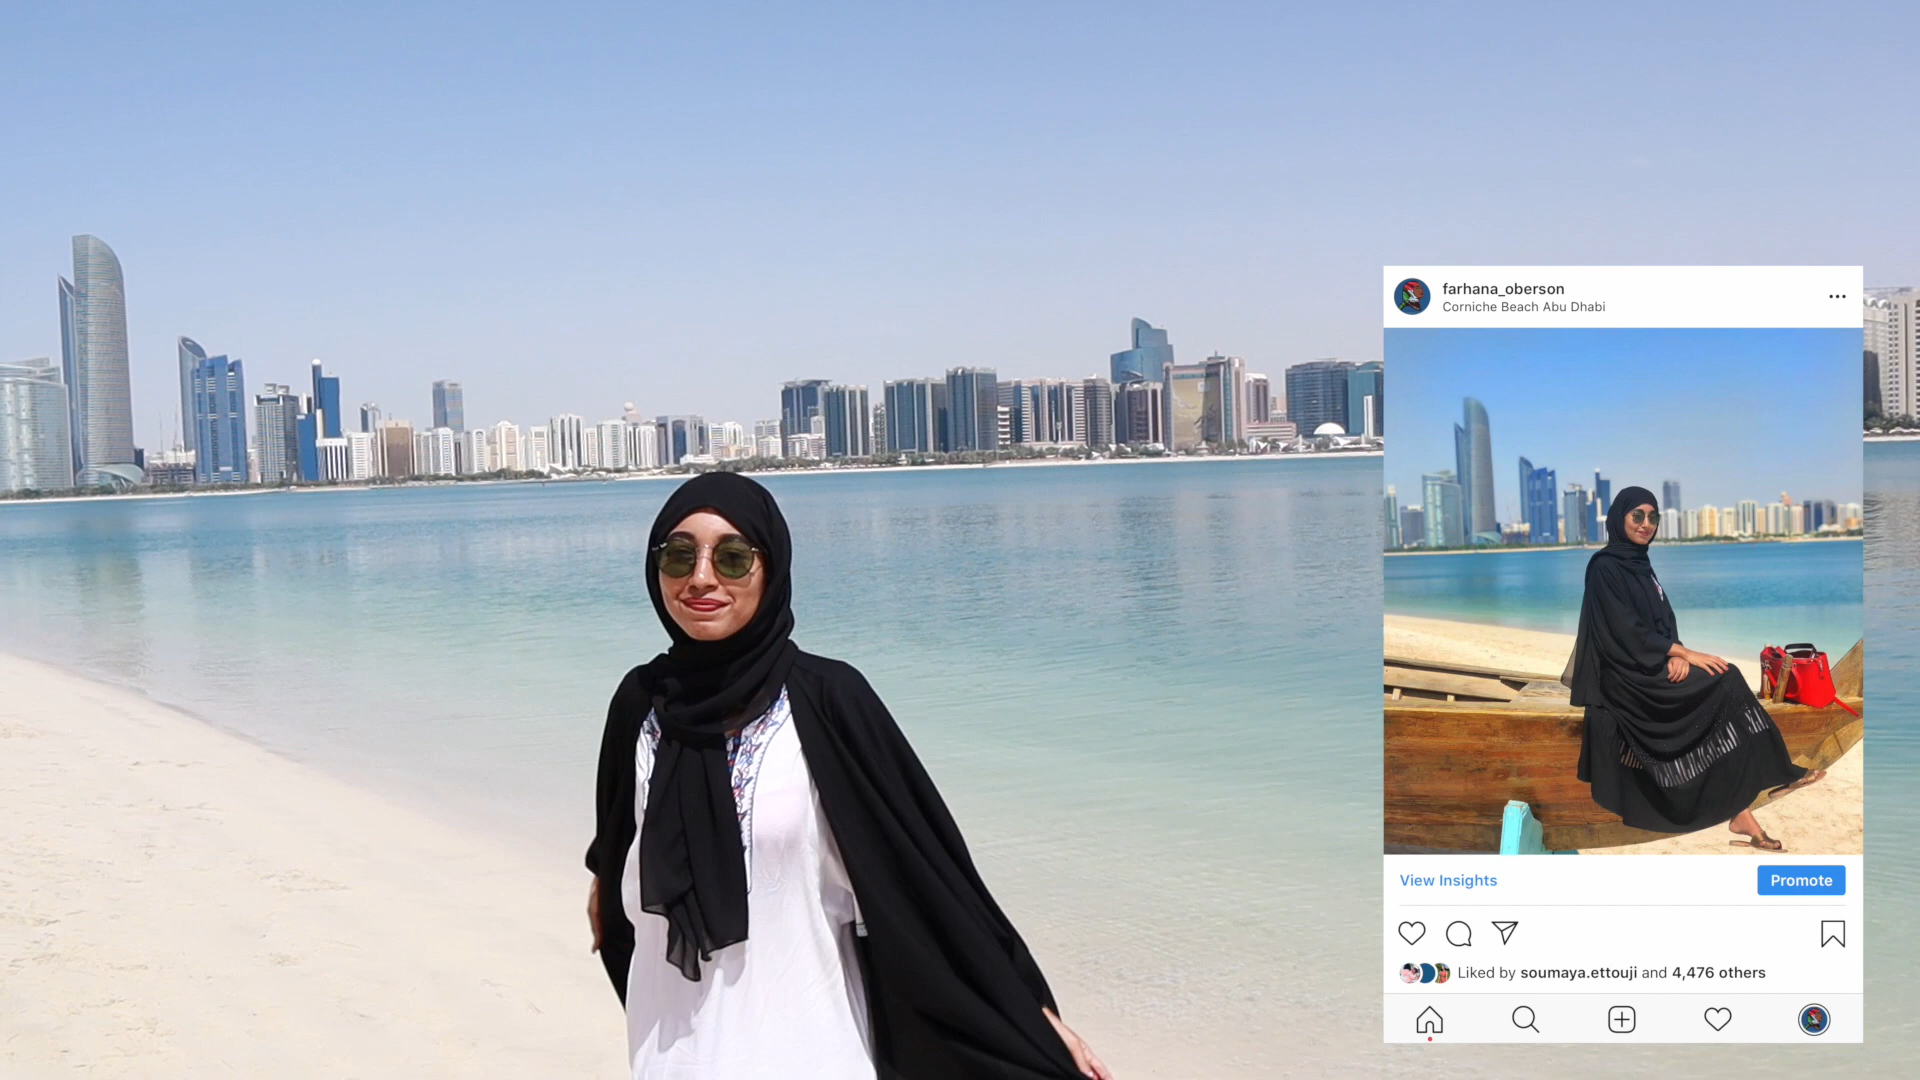 farhana_oberson
Corniche Beach Abu Dhabi
View Insights
Promote
Liked by soumaya.ettouji and 4,476 others